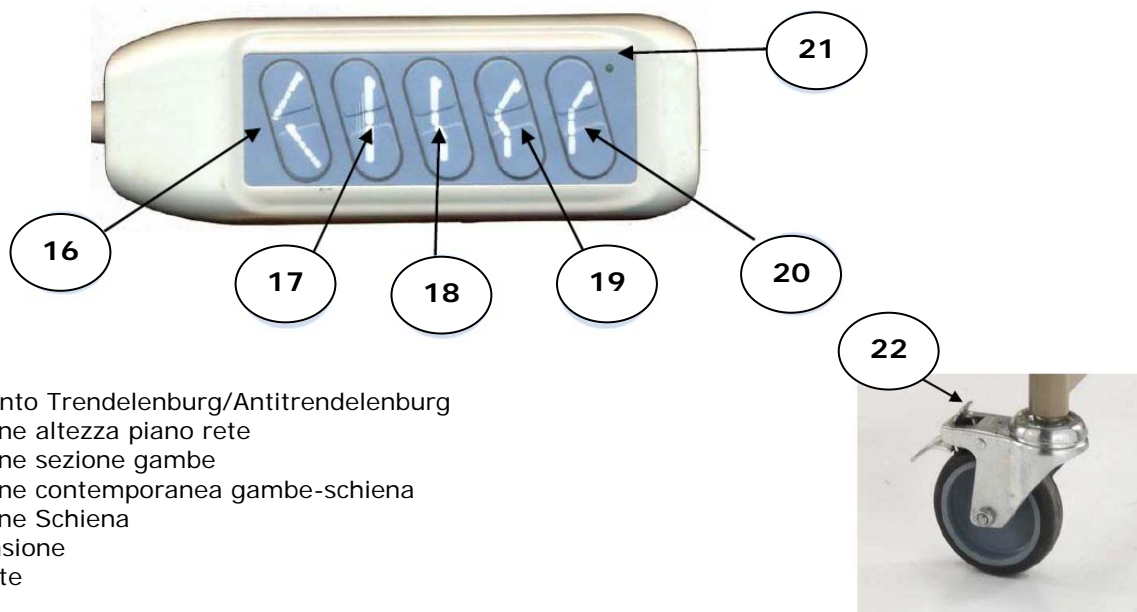 21
16
17
18
19
20
22
nto Trendelenburg/Antitrendelenburg
ne altezza piano rete
ne sezione gambe
ne contemporanea gambe-schiena
ne Schiena
nsione
te